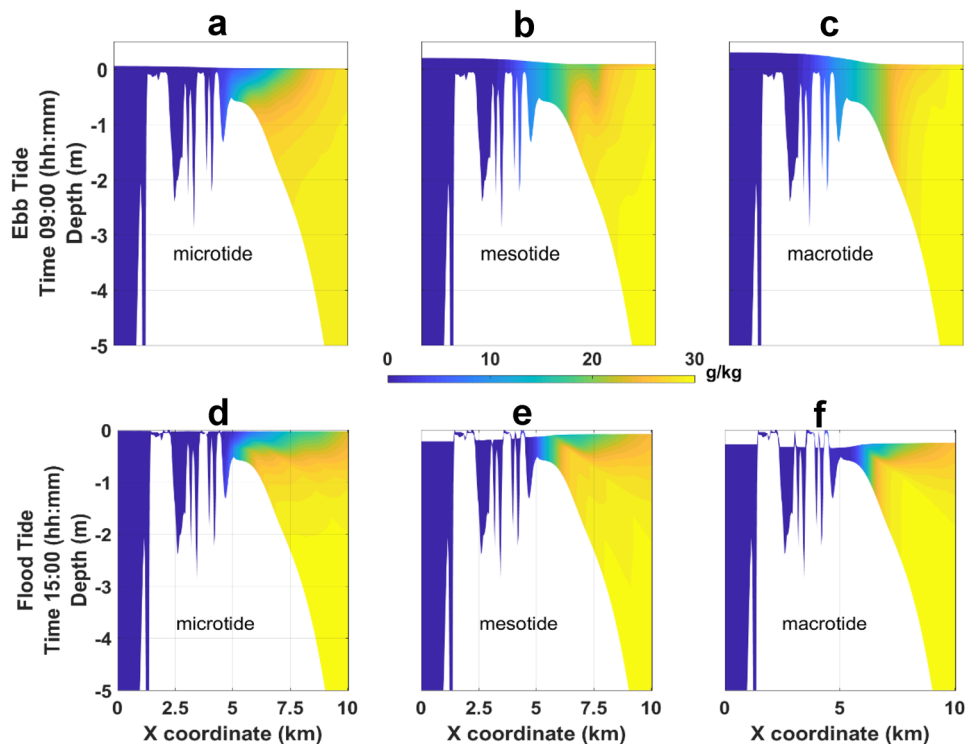 a
b
c
Ebb Tide
Time 09:00 (hh:mm)
Depth (m)
0
-1
-2
-3
-4
-5
microtide
mesotide
macrotide
0
10
20
30
g/kg
d
e
f
Flood Tide
Time 15:00 (hh:mm)
Depth (m)
0
-1
-2
-3
-4
-5
microtide
mesotide
macrotide
0
2.5
5
7.5
10
0
2.5
5
7.5
10
0
5
10
X coordinate (km)
X coordinate (km)
X coordinate (km)